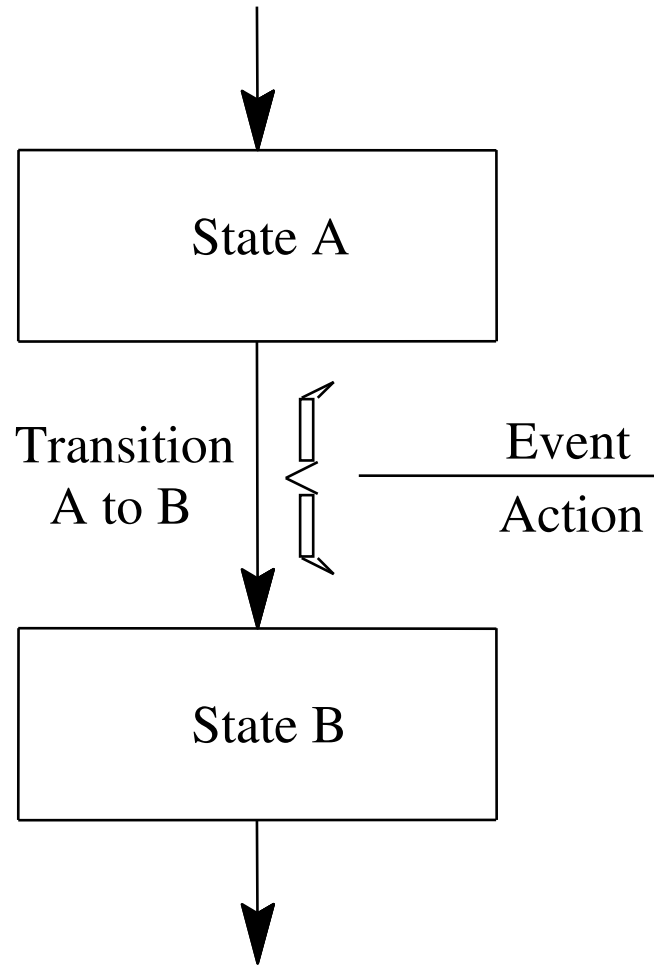 State A
Transition
A to B
Event
Action
State B